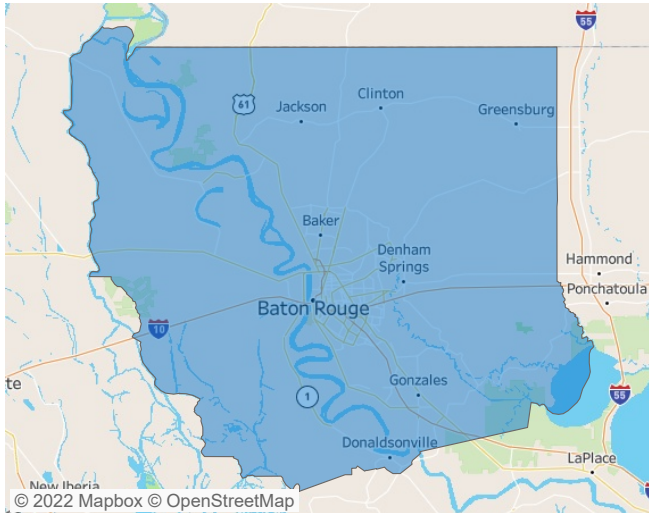 55
61
Jackson
Clinton
Greensburg
Baker
Denham
Springs
Hammond
Ponchatoula
Baton Rouge
10
te
Gonzales
1
55
Donaldsonville
LaPlace
New Iberia
© 2022 Mapbox © OpenStreetMap